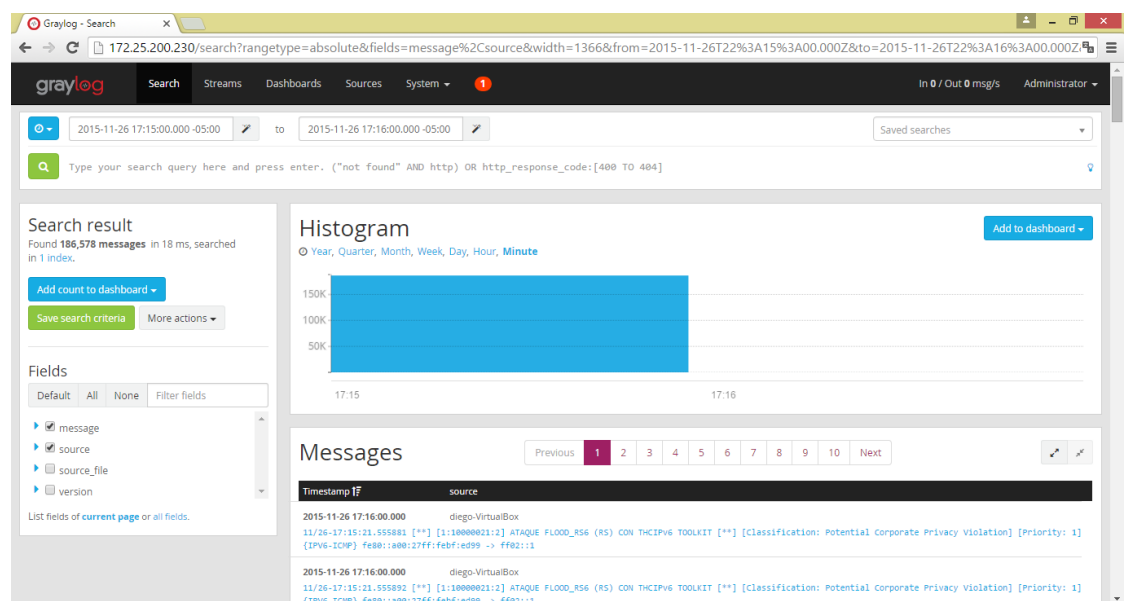 Graylog - Search
172.25.200.230/search?rangetype=absolute&fields=message%2Csource&width=1366&from=2015-11-26T22%3A15%3A00.000Z&to=2015-11-26T22%3A16%3A00.000Z
graylog Search Streams Dashboards Sources System 1 In 0 / Out 0 msg/s Administrator
2015-11-26 17:15:00.000 -05:00 to 2015-11-26 17:16:00.000 -05:00 Saved searches
Type your search query here and press enter. ("not found" AND http) OR http_response_code:[400 TO 404]
Search result
Found 186,578 messages in 18 ms, searched
in 1 index.
Add count to dashboard
Save search criteria More actions
Fields
Default All None Filter fields
message
source
source_file
version
List fields of current page or all fields.
Histogram
Add to dashboard
Year, Quarter, Month, Week, Day, Hour, Minute
150K
100K
50K
17:15 17:16
Messages
Previous 1 2 3 4 5 6 7 8 9 10 Next
Timestamp source
2015-11-26 17:16:00.000 diego-VirtualBox
11/26-17:15:21.555881 [**] [1:10000021:2] ATAQUE FLOOD_RS6 (RS) CON THCIPv6 TOOLKIT [**] [Classification: Potential Corporate Privacy Violation] [Priority: 1]
{IPV6-ICMP} fe80::a00:27ff:febf:ed99 -> ff02::1
2015-11-26 17:16:00.000 diego-VirtualBox
11/26-17:15:21.555892 [**] [1:10000021:2] ATAQUE FLOOD_RS6 (RS) CON THCIPv6 TOOLKIT [**] [Classification: Potential Corporate Privacy Violation] [Priority: 1]
{IPV6-ICMP} fe80::a00:27ff:febf:ed99 -> ff02::1